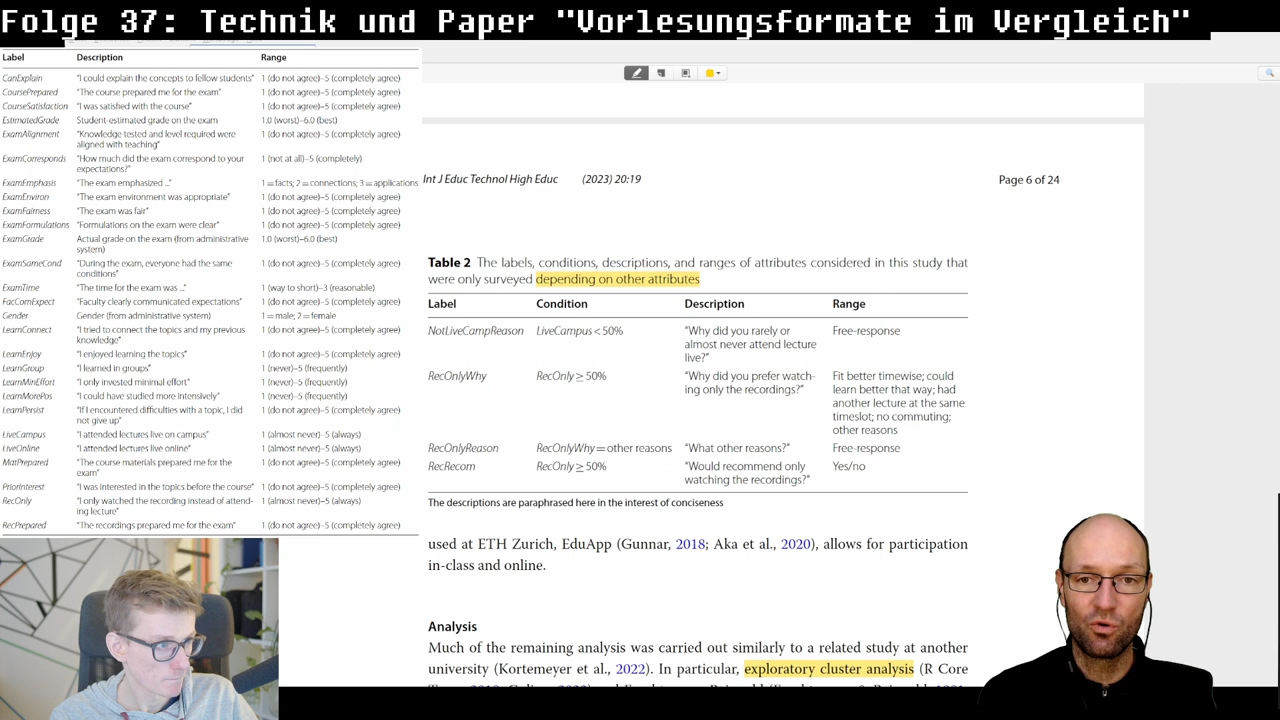 Folge 37: Technik und Paper "Vorlesungsformate im Vergleich"
Label Description Range
CanExplain "I could explain the concepts to fellow students" 1 (do not agree)–5 (completely agree)
CoursePrepared "The course prepared me for the exam" 1 (do not agree)–5 (completely agree)
CourseSatisfaction "I was satisfied with the course" 1 (do not agree)–5 (completely agree)
EstimatedGrade Student-estimated grade on the exam 1.0 (worst)–6.0 (best)
ExamAlignment "Knowledge tested and level required were 1 (do not agree)–5 (completely agree)
aligned with teaching"
ExamCorresponds "How much did the exam correspond to your 1 (not at all)–5 (completely)
expectations?"
ExamEmphasis "The exam emphasized ..." 1 = facts; 2 = connections; 3 = applications
ExamEnviron "The exam environment was appropriate" 1 (do not agree)–5 (completely agree)
ExamFairness "The exam was fair" 1 (do not agree)–5 (completely agree)
ExamFormulations "Formulations on the exam were clear" 1 (do not agree)–5 (completely agree)
ExamGrade Actual grade on the exam (from administrative 1.0 (worst)–6.0 (best)
system)
ExamSameCond "During the exam, everyone had the same 1 (do not agree)–5 (completely agree)
conditions"
ExamTime "The time for the exam was ..." 1 (way to short)–3 (reasonable)
FacComExpect "Faculty clearly communicated expectations" 1 (do not agree)–5 (completely agree)
Gender Gender (from administrative system) 1 = male; 2 = female
LearnConnect "I tried to connect the topics and my previous 1 (do not agree)–5 (completely agree)
knowledge"
LearnEnjoy "I enjoyed learning the topics" 1 (do not agree)–5 (completely agree)
LearnGroup "I learned in groups" 1 (never)–5 (frequently)
LearnMinEffort "I only invested minimal effort" 1 (never)–5 (frequently)
LearnMorePos "I could have studied more intensively" 1 (never)–5 (frequently)
LearnPersist "If I encountered difficulties with a topic, I did 1 (do not agree)–5 (completely agree)
not give up"
LiveCampus "I attended lectures live on campus" 1 (almost never)–5 (always)
LiveOnline "I attended lectures live online" 1 (almost never)–5 (always)
MatPrepared "The course materials prepared me for the 1 (do not agree)–5 (completely agree)
exam"
PriorInterest "I was interested in the topics before the course" 1 (do not agree)–5 (completely agree)
RecOnly "I only watched the recording instead of attend- 1 (almost never)–5 (always)
ing lecture"
RecPrepared "The recordings prepared me for the exam" 1 (do not agree)–5 (completely agree)
Int J Educ Technol High Educ (2023) 20:19 Page 6 of 24
Table 2 The labels, conditions, descriptions, and ranges of attributes considered in this study that
were only surveyed depending on other attributes
Label Condition Description Range
NotLiveCampReason LiveCampus < 50% "Why did you rarely or Free-response
almost never attend lecture
live?"
RecOnlyWhy RecOnly ≥ 50% "Why did you prefer watch- Fit better timewise; could
ing only the recordings?" learn better that way; had
another lecture at the same
timeslot; no commuting;
other reasons
RecOnlyReason RecOnlyWhy = other reasons "What other reasons?" Free-response
RecRecom RecOnly ≥ 50% "Would recommend only Yes/no
watching the recordings?"
The descriptions are paraphrased here in the interest of conciseness
used at ETH Zurich, EduApp (Gunnar, 2018; Aka et al., 2020), allows for participation
in-class and online.
Analysis
Much of the remaining analysis was carried out similarly to a related study at another
university (Kortemeyer et al., 2022). In particular, exploratory cluster analysis (R Core